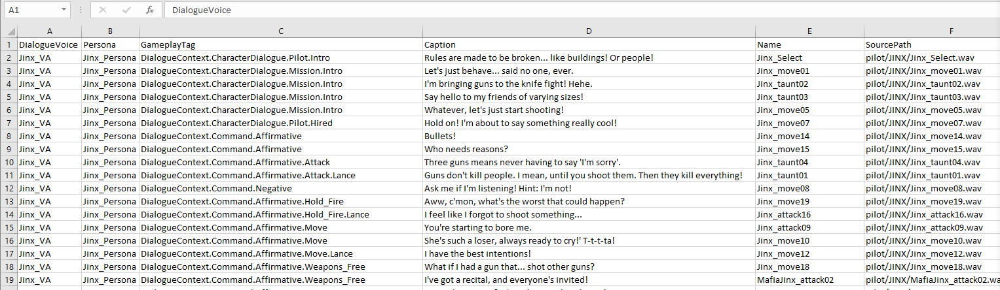 A1 fx DialogueVoice
A B C D E F
1 DialogueVoice Persona GameplayTag Caption Name SourcePath
2 Jinx_VA Jinx_Persona DialogueContext.CharacterDialogue.Pilot.Intro Rules are made to be broken... like buildings! Or people! Jinx_Select pilot/JINX/Jinx_Select.wav
3 Jinx_VA Jinx_Persona DialogueContext.CharacterDialogue.Mission.Intro Let's just behave... said no one, ever. Jinx_move01 pilot/JINX/Jinx_move01.wav
4 Jinx_VA Jinx_Persona DialogueContext.CharacterDialogue.Mission.Intro I'm bringing guns to the knife fight! Hehe. Jinx_taunt02 pilot/JINX/Jinx_taunt02.wav
5 Jinx_VA Jinx_Persona DialogueContext.CharacterDialogue.Mission.Intro Say hello to my friends of varying sizes! Jinx_taunt03 pilot/JINX/Jinx_taunt03.wav
6 Jinx_VA Jinx_Persona DialogueContext.CharacterDialogue.Mission.Intro Whatever, let's just start shooting! Jinx_move05 pilot/JINX/Jinx_move05.wav
7 Jinx_VA Jinx_Persona DialogueContext.CharacterDialogue.Pilot.Hired Hold on! I'm about to say something really cool! Jinx_move07 pilot/JINX/Jinx_move07.wav
8 Jinx_VA Jinx_Persona DialogueContext.Command.Affirmative Bullets! Jinx_move14 pilot/JINX/Jinx_move14.wav
9 Jinx_VA Jinx_Persona DialogueContext.Command.Affirmative Who needs reasons? Jinx_move15 pilot/JINX/Jinx_move15.wav
10 Jinx_VA Jinx_Persona DialogueContext.Command.Affirmative.Attack Three guns means never having to say 'I'm sorry'. Jinx_taunt04 pilot/JINX/Jinx_taunt04.wav
11 Jinx_VA Jinx_Persona DialogueContext.Command.Affirmative.Attack.Lance Guns don't kill people. I mean, until you shoot them. Then they kill everything! Jinx_taunt01 pilot/JINX/Jinx_taunt01.wav
12 Jinx_VA Jinx_Persona DialogueContext.Command.Negative Ask me if I'm listening! Hint: I'm not! Jinx_move08 pilot/JINX/Jinx_move08.wav
13 Jinx_VA Jinx_Persona DialogueContext.Command.Affirmative.Hold_Fire Aww, c'mon, what's the worst that could happen? Jinx_move19 pilot/JINX/Jinx_move19.wav
14 Jinx_VA Jinx_Persona DialogueContext.Command.Affirmative.Hold_Fire.Lance I feel like I forgot to shoot something... Jinx_attack16 pilot/JINX/Jinx_attack16.wav
15 Jinx_VA Jinx_Persona DialogueContext.Command.Affirmative.Move You're starting to bore me. Jinx_attack09 pilot/JINX/Jinx_attack09.wav
16 Jinx_VA Jinx_Persona DialogueContext.Command.Affirmative.Move She's such a loser, always ready to cry!' T-t-t-ta! Jinx_move10 pilot/JINX/Jinx_move10.wav
17 Jinx_VA Jinx_Persona DialogueContext.Command.Affirmative.Move.Lance I have the best intentions! Jinx_move12 pilot/JINX/Jinx_move12.wav
18 Jinx_VA Jinx_Persona DialogueContext.Command.Affirmative.Weapons_Free What if I had a gun that... shot other guns? Jinx_move18 pilot/JINX/Jinx_move18.wav
19 Jinx_VA Jinx_Persona DialogueContext.Command.Affirmative.Weapons_Free I've got a recital, and everyone's invited! MafiaJinx_attack02 pilot/JINX/MafiaJinx_attack02.wa